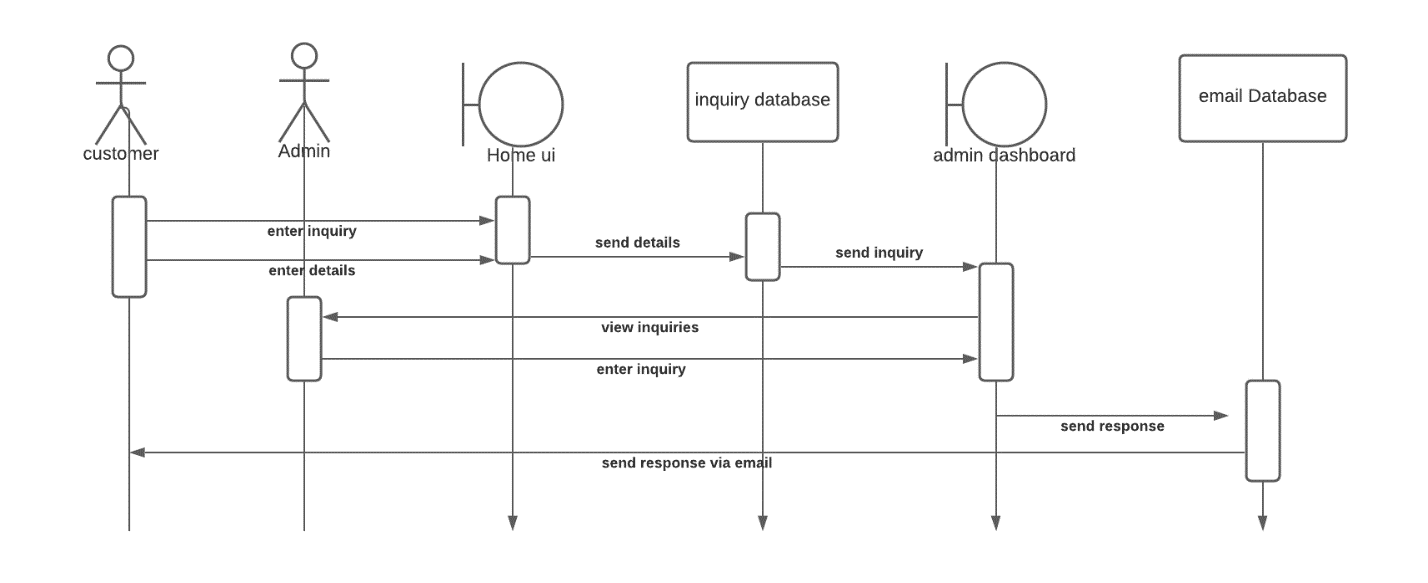 customer
Admin
Home ui
inquiry database
admin dashboard
email Database
enter inquiry
send details
send inquiry
enter details
view inquiries
enter inquiry
send response
send response via email